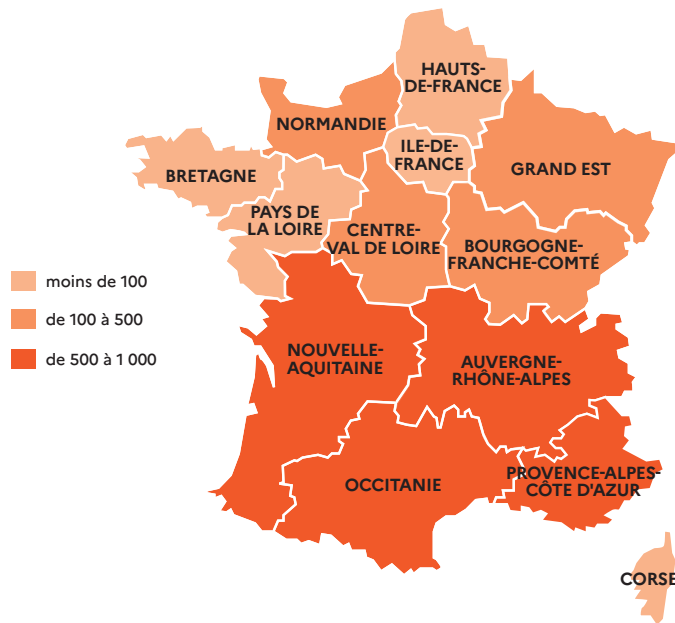 HAUTS-
DE-FRANCE
NORMANDIE
ILE-DE-
FRANCE
GRAND EST
BRETAGNE
PAYS DE
LA LOIRE
CENTRE-
VAL DE LOIRE
BOURGOGNE-
FRANCHE-COMTÉ
moins de 100
de 100 à 500
de 500 à 1 000
NOUVELLE-
AQUITAINE
AUVERGNE-
RHÔNE-ALPES
OCCITANIE
PROVENCE-ALPES-
CÔTE D'AZUR
CORSE